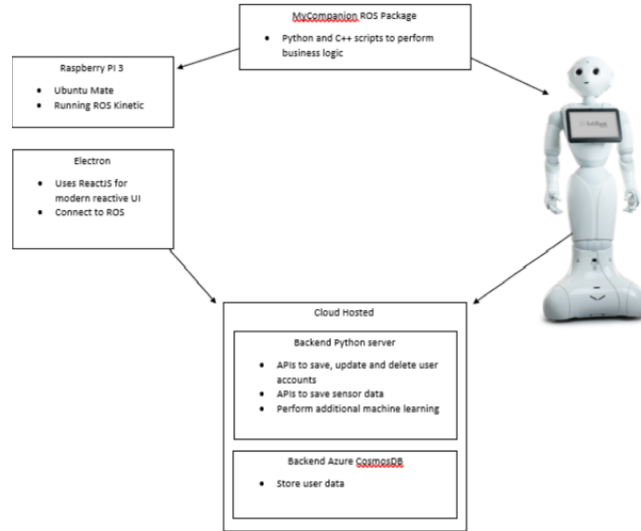 MyCompanion ROS Package
• Python and C++ scripts to perform
business logic
Raspberry PI 3
• Ubuntu Mate
• Running ROS Kinetic
Electron
• Uses ReactJS for
modern reactive UI
• Connect to ROS
Cloud Hosted
Backend Python server
• APIs to save, update and delete user
accounts
• APIs to save sensor data
• Perform additional machine learning
Backend Azure CosmosDB
• Store user data